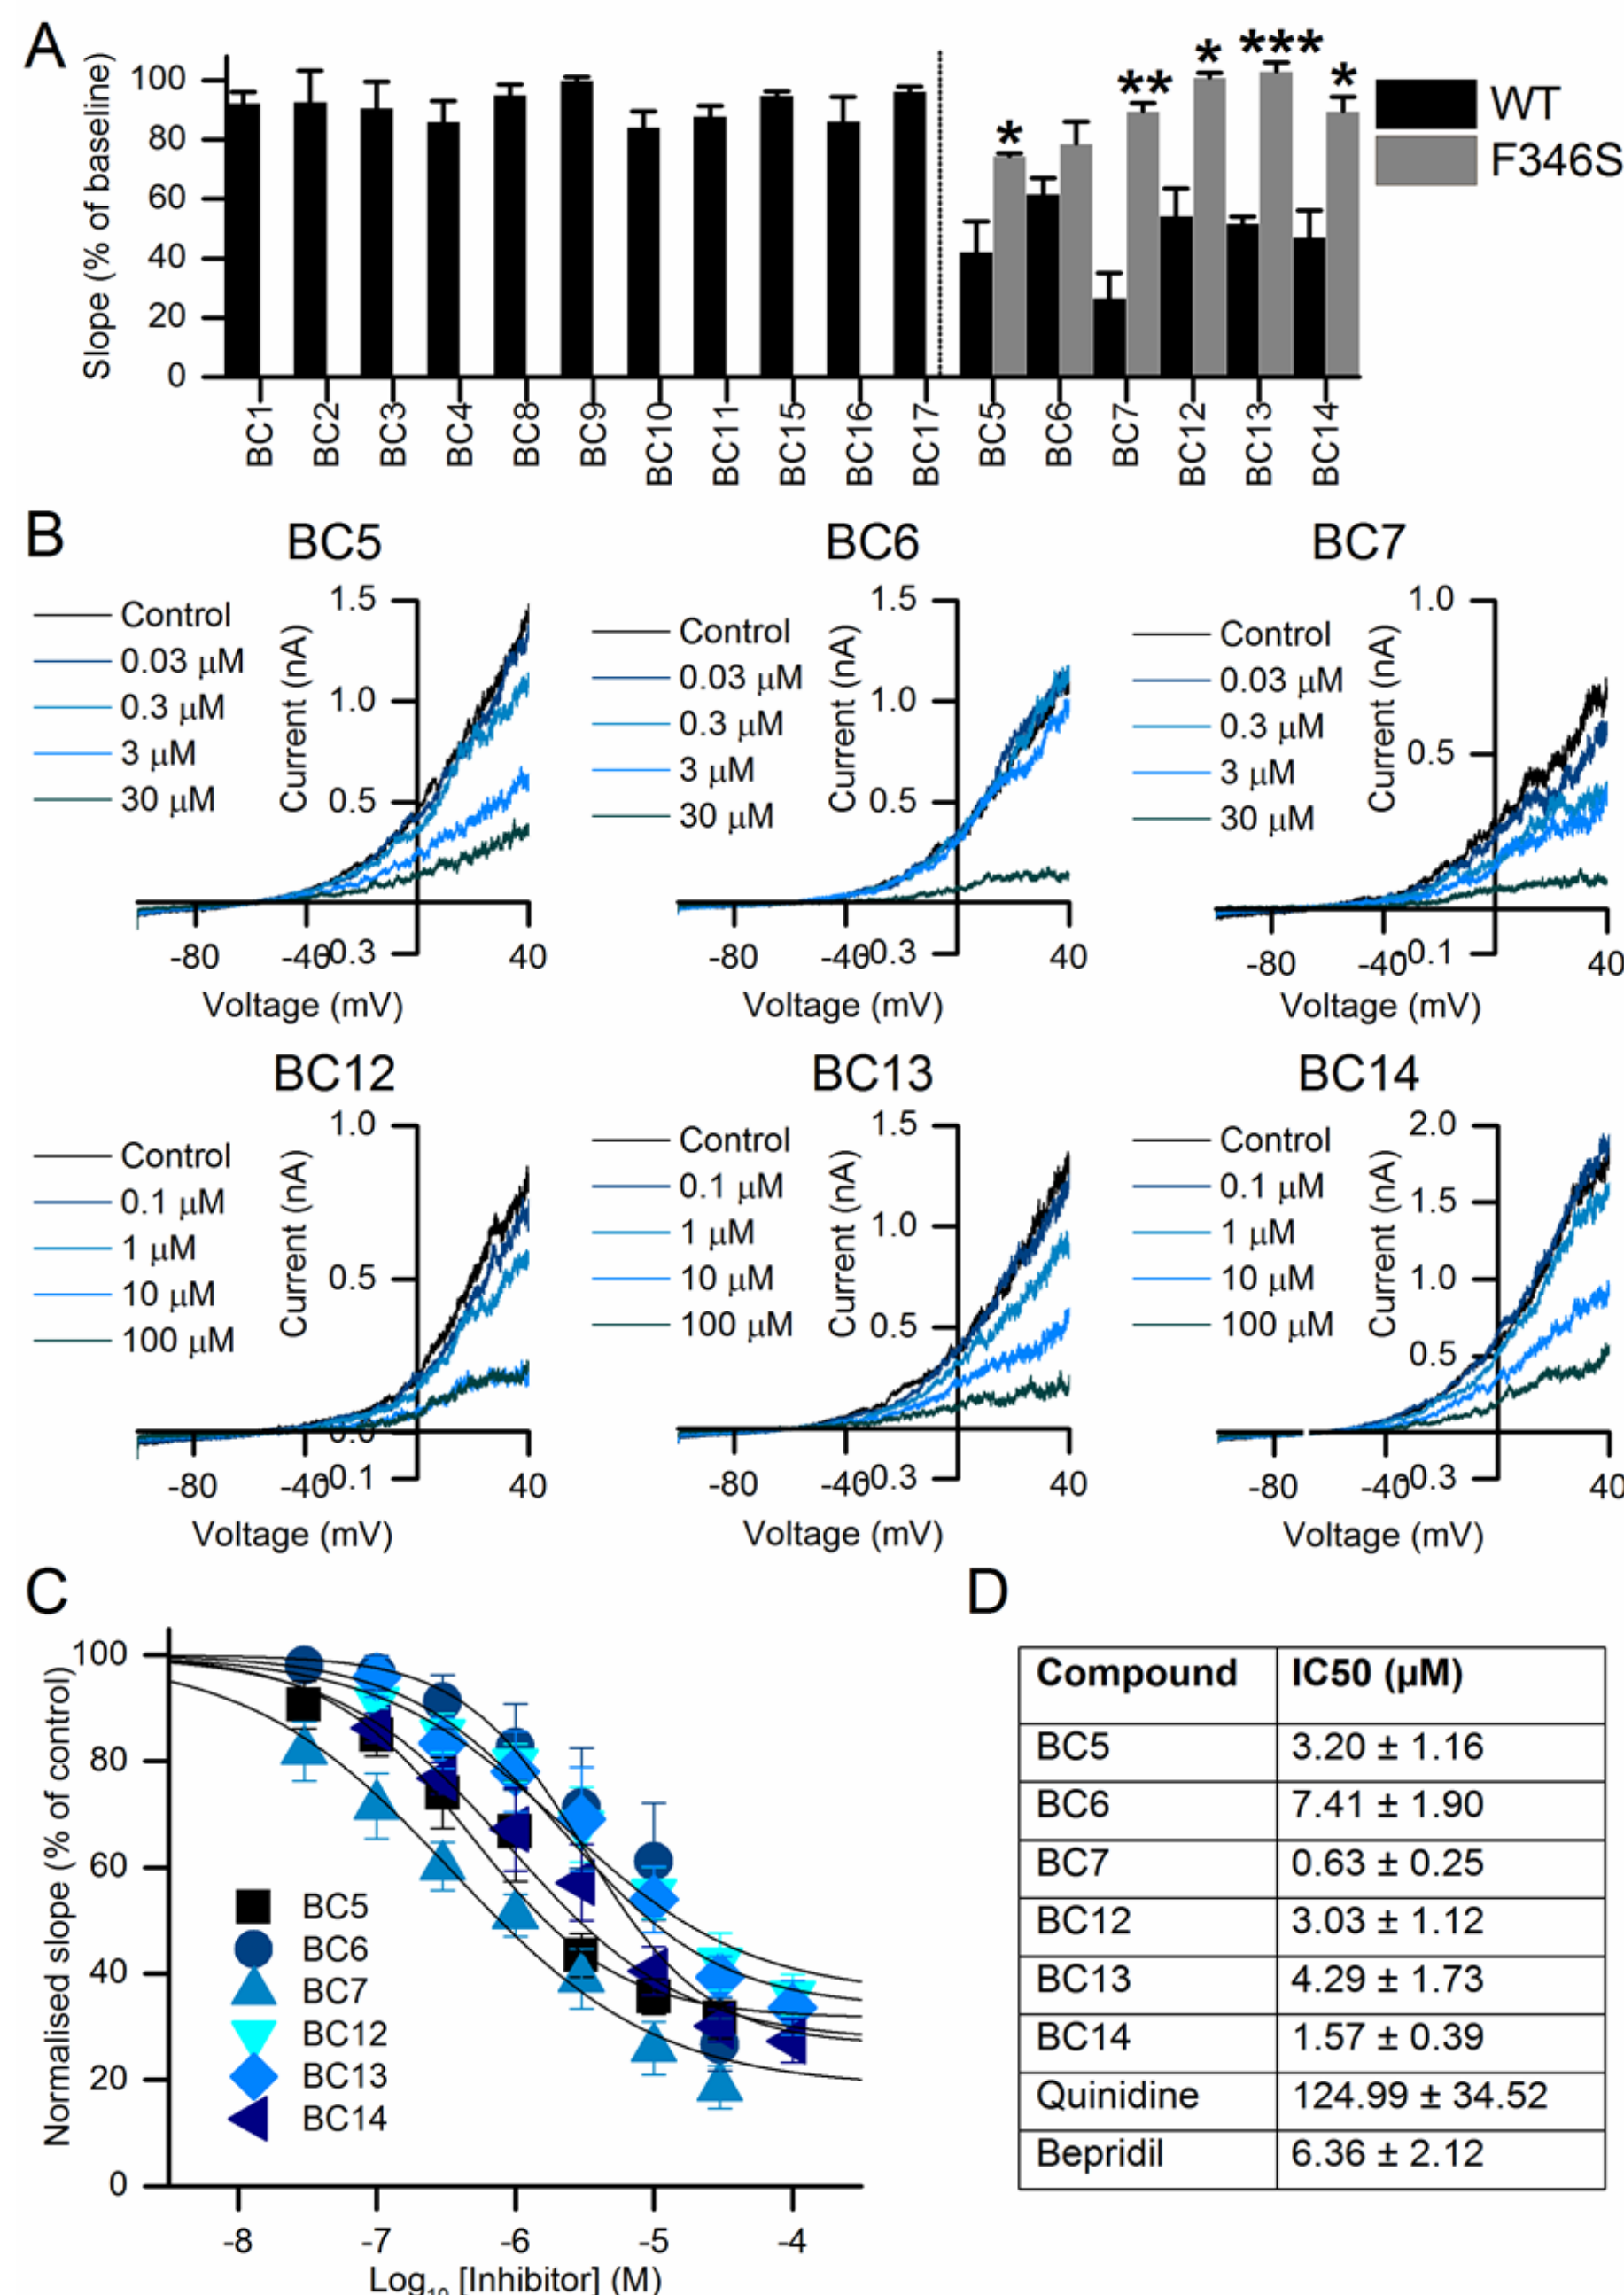 A
Slope (% of baseline)
100
80
60
40
20
0
* ** * *** *
WT
F346S
BC1 BC2 BC3 BC4 BC8 BC9 BC10 BC11 BC15 BC16 BC17 BC5 BC6 BC7 BC12 BC13 BC14
B
BC5
Control
0.03 μM
0.3 μM
3 μM
30 μM
Current (nA)
1.5
1.0
0.5
-0.3
-80 -40 40
Voltage (mV)
BC6
Control
0.03 μM
0.3 μM
3 μM
30 μM
Current (nA)
1.5
1.0
0.5
-0.3
-80 -40 40
Voltage (mV)
BC7
Control
0.03 μM
0.3 μM
3 μM
30 μM
Current (nA)
1.0
0.5
-0.1
-80 -40 40
Voltage (mV)
BC12
Control
0.1 μM
1 μM
10 μM
100 μM
Current (nA)
1.0
0.5
0.0
-0.1
-80 -40 40
Voltage (mV)
BC13
Control
0.1 μM
1 μM
10 μM
100 μM
Current (nA)
1.5
1.0
0.5
-0.3
-80 -40 40
Voltage (mV)
BC14
Control
0.1 μM
1 μM
10 μM
100 μM
Current (nA)
2.0
1.5
1.0
0.5
-0.3
-80 -40 40
Voltage (mV)
C
Normalised slope (% of control)
100
80
60
40
20
0
BC5
BC6
BC7
BC12
BC13
BC14
-8 -7 -6 -5 -4
Log₁₀ [Inhibitor] (M)
D
Compound IC50 (μM)
BC5 3.20 ± 1.16
BC6 7.41 ± 1.90
BC7 0.63 ± 0.25
BC12 3.03 ± 1.12
BC13 4.29 ± 1.73
BC14 1.57 ± 0.39
Quinidine 124.99 ± 34.52
Bepridil 6.36 ± 2.12